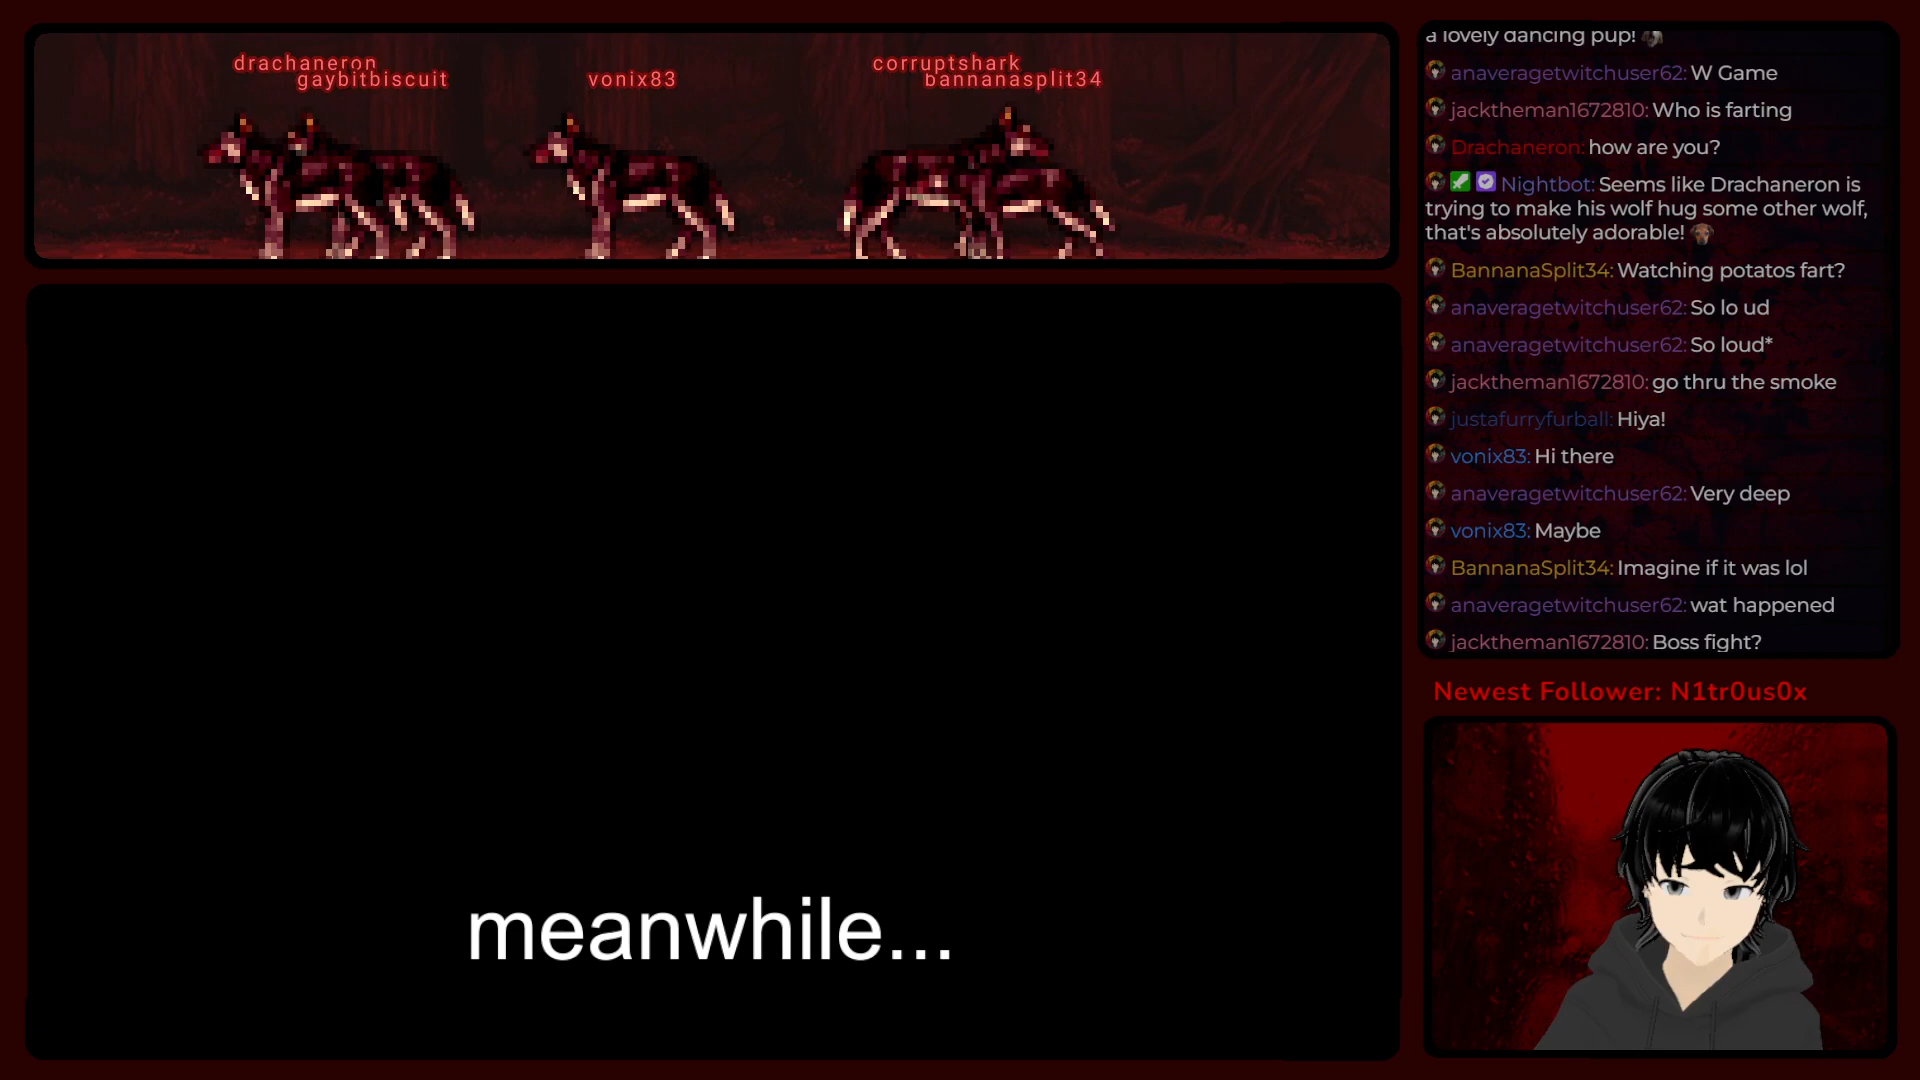 drachaneron
gaybitbiscuit
vonix83
corruptshark
bannanasplit34
a lovely dancing pup!
anaveragetwitchuser62: W Game
jacktheman1672810: Who is farting
Drachaneron: how are you?
Nightbot: Seems like Drachaneron is
trying to make his wolf hug some other wolf,
that's absolutely adorable!
BannanaSplit34: Watching potatos fart?
anaveragetwitchuser62: So lo ud
anaveragetwitchuser62: So loud*
jacktheman1672810: go thru the smoke
justafurryfurball: Hiya!
vonix83: Hi there
anaveragetwitchuser62: Very deep
vonix83: Maybe
BannanaSplit34: Imagine if it was lol
anaveragetwitchuser62: wat happened
jacktheman1672810: Boss fight?
Newest Follower: N1tr0us0x
meanwhile...